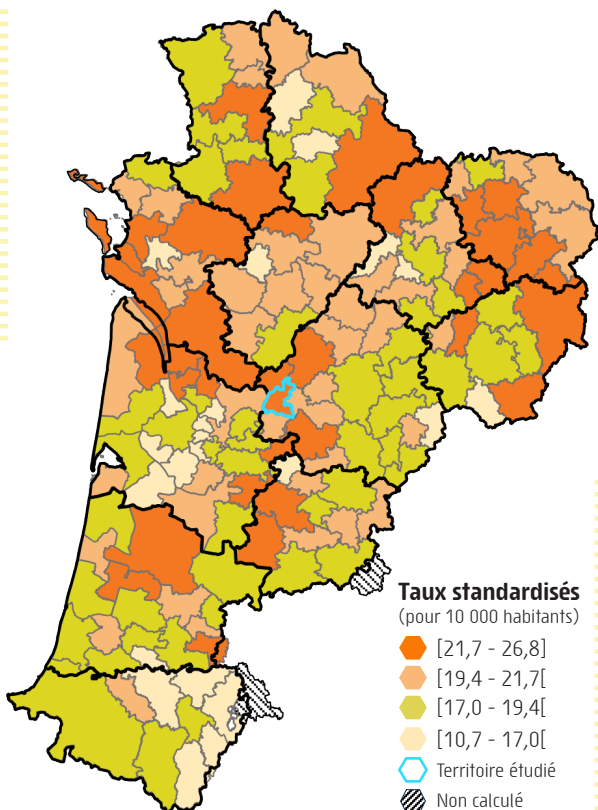 Taux standardisés
(pour 10 000 habitants)
[21,7 - 26,8]
[19,4 - 21,7[
[17,0 - 19,4[
[10,7 - 17,0[
Territoire étudié
Non calculé